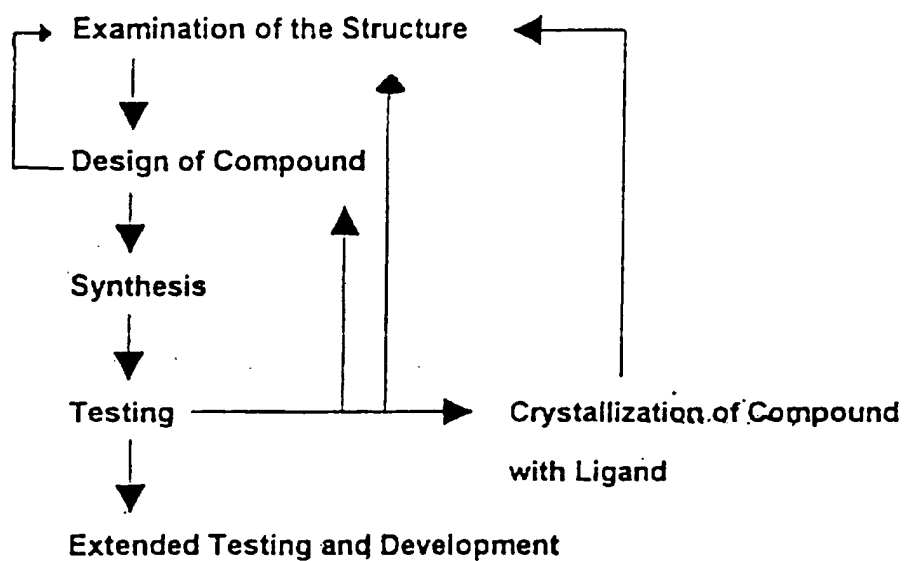 Examination of the Structure
Design of Compound
Synthesis
Testing
Crystallization of Compound
with Ligand
Extended Testing and Development